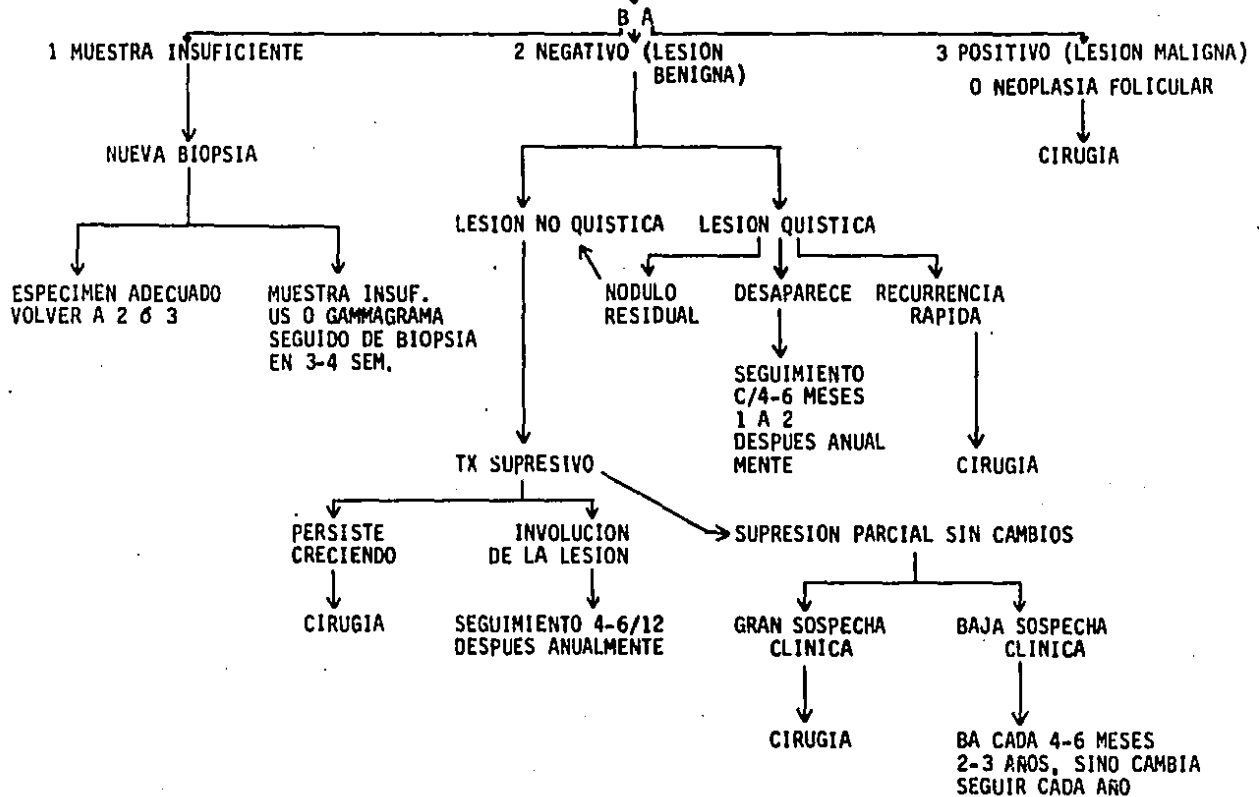 B A
1 MUESTRA INSUFICIENTE
2 NEGATIVO (LESION
BENIGNA)
3 POSITIVO (LESION MALIGNA)
O NEOPLASIA FOLICULAR
NUEVA BIOPSIA
CIRUGIA
LESION NO QUISTICA
LESION QUISTICA
ESPECIMEN ADECUADO
VOLVER A 2 ó 3
MUESTRA INSUF.
US O GAMMAGRAMA
SEGUIDO DE BIOPSIA
EN 3-4 SEM.
NODULO
RESIDUAL
DESAPARECE
RECURRENCIA
RAPIDA
SEGUIMIENTO
C/4-6 MESES
1 A 2
DESPUES ANUAL
MENTE
CIRUGIA
TX SUPRESIVO
PERSISTE
CRECIENDO
INVOLUCION
DE LA LESION
SUPRESION PARCIAL SIN CAMBIOS
CIRUGIA
SEGUIMIENTO 4-6/12
DESPUES ANUALMENTE
GRAN SOSPECHA
CLINICA
BAJA SOSPECHA
CLINICA
CIRUGIA
BA CADA 4-6 MESES
2-3 AÑOS, SINO CAMBIA
SEGUIR CADA AÑO